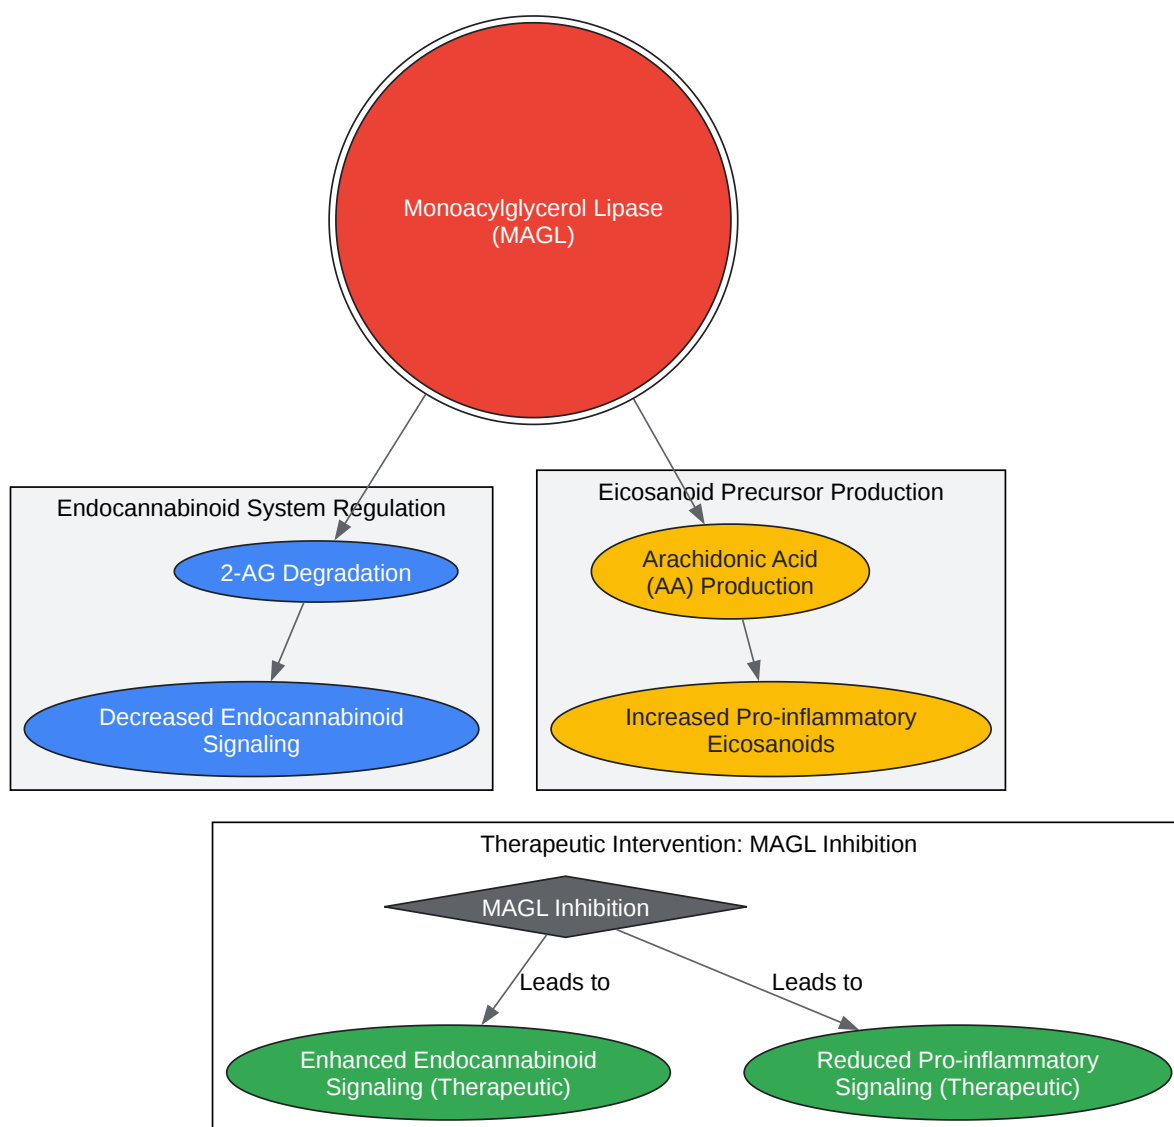 Monoacylglycerol Lipase
(MAGL)
Endocannabinoid System Regulation
2-AG Degradation
Decreased Endocannabinoid
Signaling
Eicosanoid Precursor Production
Arachidonic Acid
(AA) Production
Increased Pro-inflammatory
Eicosanoids
Therapeutic Intervention: MAGL Inhibition
MAGL Inhibition
Leads to
Leads to
Enhanced Endocannabinoid
Signaling (Therapeutic)
Reduced Pro-inflammatory
Signaling (Therapeutic)